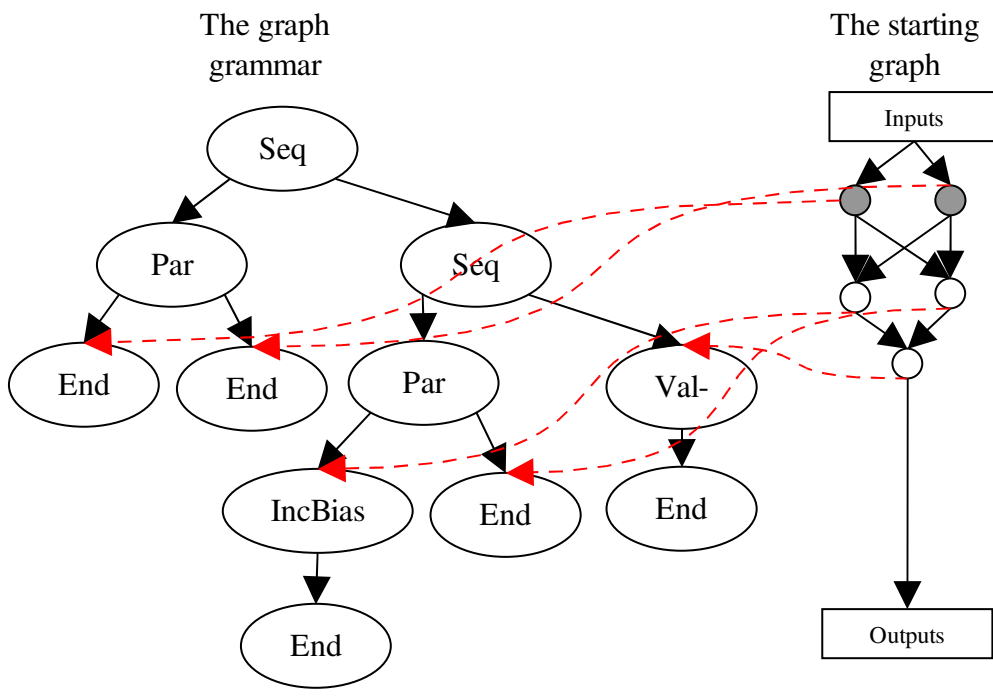 The graph
grammar
The starting
graph
Inputs
Seq
Par
Seq
End
End
Par
Val-
IncBias
End
End
End
Outputs